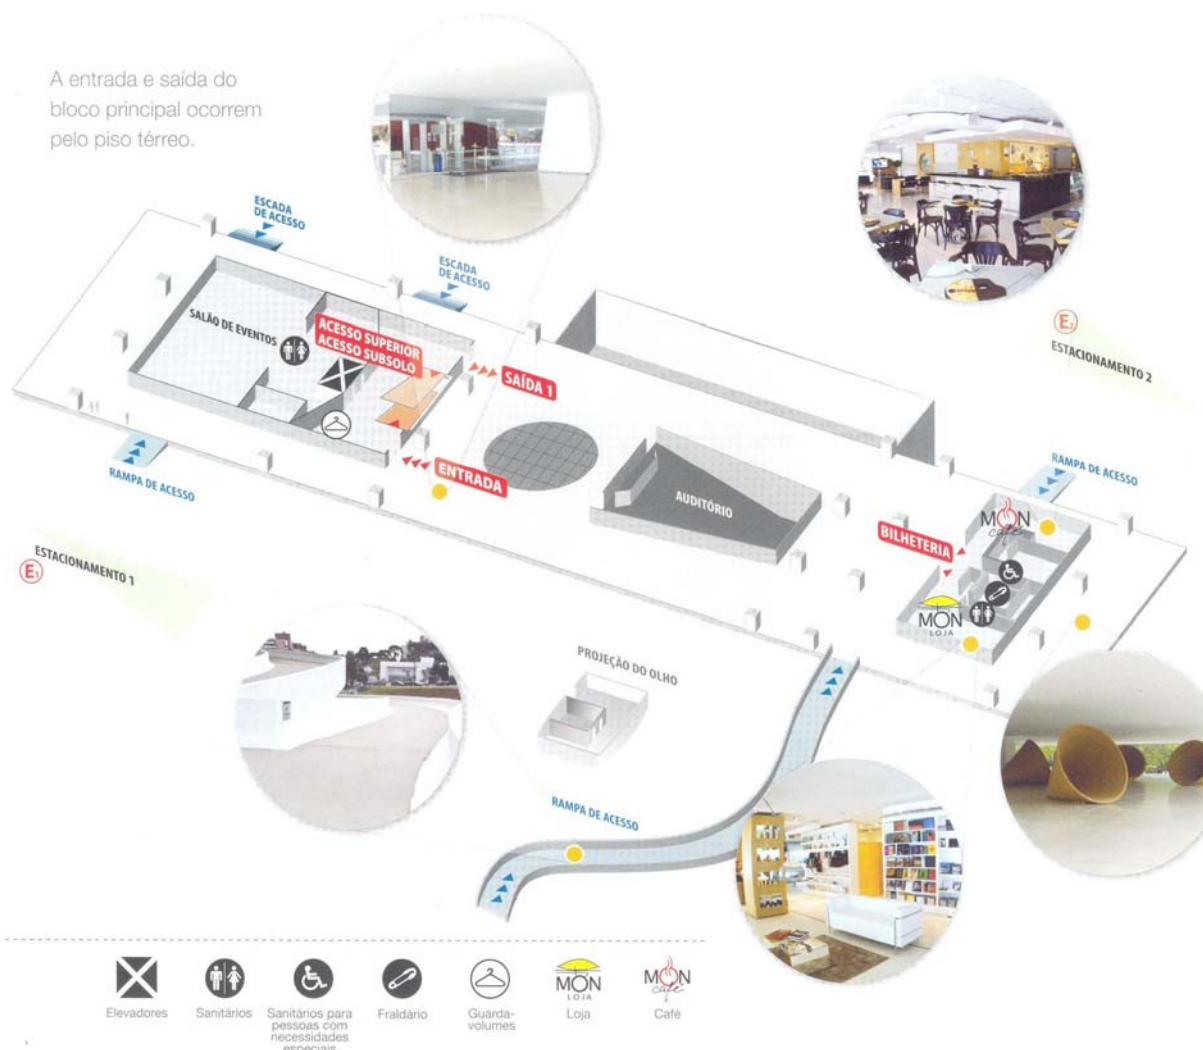 A entrada e saída do
bloco principal ocorrem
pelo piso térreo.
ESCADA
DE ACESSO
ESCADA
DE ACESSO
SALÃO DE EVENTOS
ACESSO SUPERIOR
ACESSO SUBSOLO
SAÍDA 1
ENTRADA
RAMPA DE ACESSO
E1
ESTACIONAMENTO 1
E2
ESTACIONAMENTO 2
RAMPA DE ACESSO
AUDITÓRIO
BILHETERIA
MON
café
MON
LOJA
PROJEÇÃO DO OLHO
RAMPA DE ACESSO
Elevadores
Sanitários
Sanitários para
pessoas com
necessidades
especiais
Fraldário
Guarda-
volumes
MON
LOJA
Loja
MON
café
Café